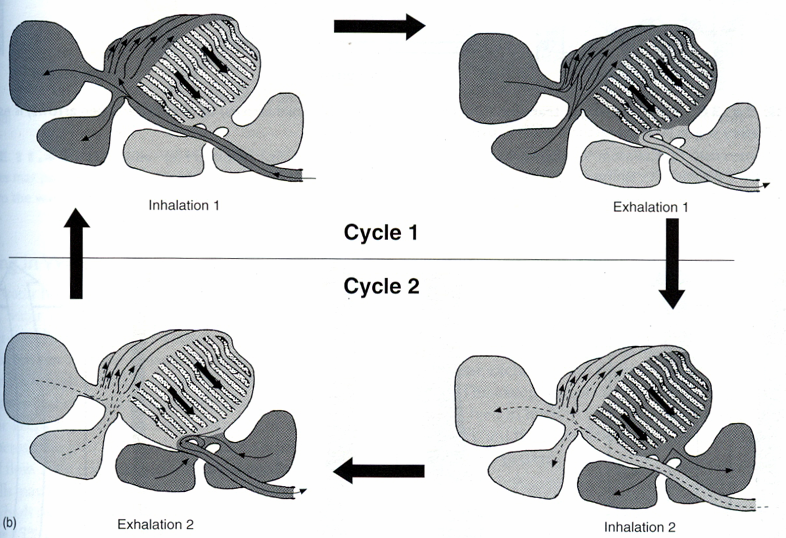 Inhalation 1
Exhalation 1
Cycle 1
Cycle 2
(b)
Exhalation 2
Inhalation 2